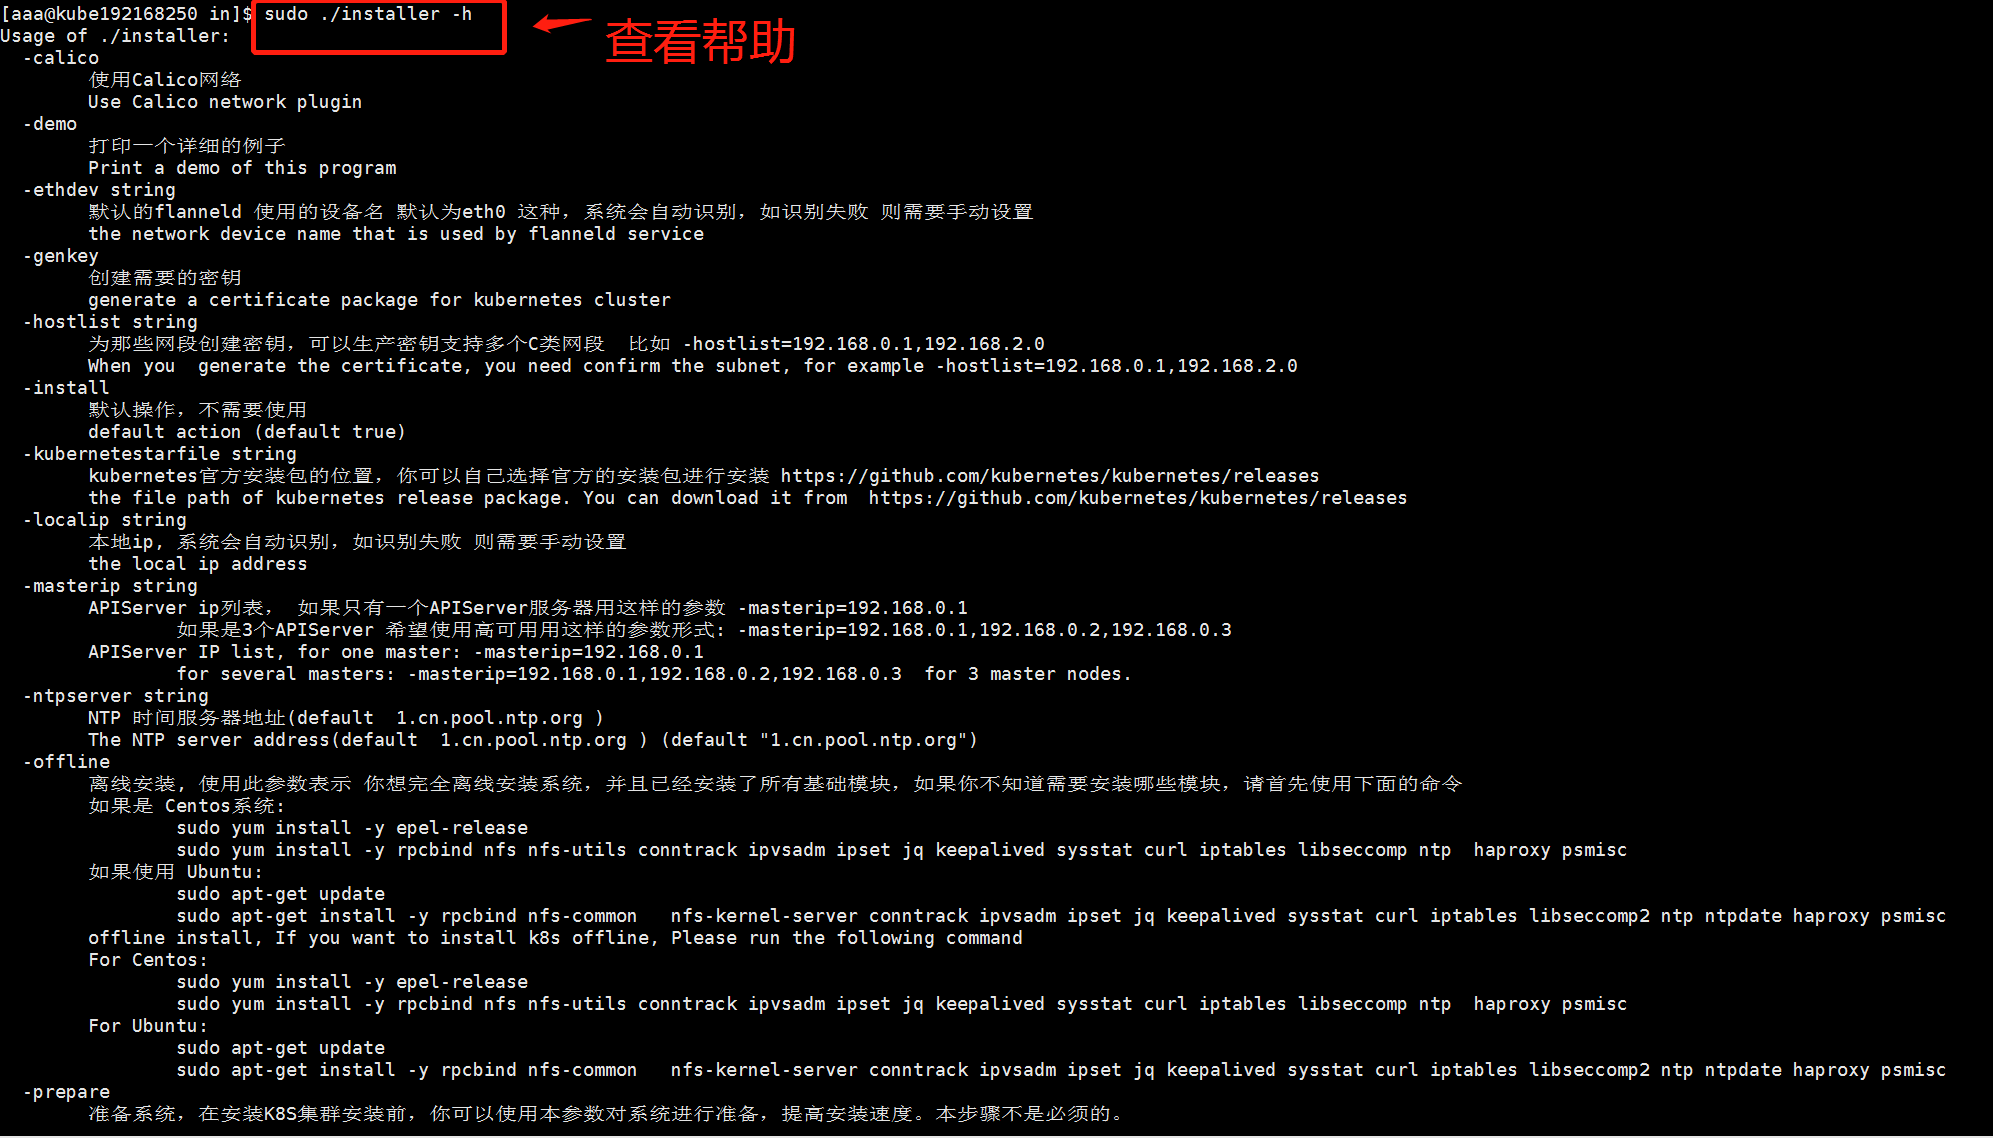 [aaa@kube192168250 in]$ sudo ./installer -h
查看帮助
Usage of ./installer:
-calico
使用Calico网络
Use Calico network plugin
-demo
打印一个详细的例子
Print a demo of this program
-ethdev string
默认的flanneld 使用的设备名 默认为eth0 这种，系统会自动识别，如识别失败 则需要手动设置
the network device name that is used by flanneld service
-genkey
创建需要的密钥
generate a certificate package for kubernetes cluster
-hostlist string
为那些网段创建密钥，可以生产密钥支持多个C类网段  比如 -hostlist=192.168.0.1,192.168.2.0
When you  generate the certificate, you need confirm the subnet, for example -hostlist=192.168.0.1,192.168.2.0
-install
默认操作，不需要使用
default action (default true)
-kubernetestarfile string
kubernetes官方安装包的位置，你可以自己选择官方的安装包进行安装 https://github.com/kubernetes/kubernetes/releases
the file path of kubernetes release package. You can download it from  https://github.com/kubernetes/kubernetes/releases
-localip string
本地ip, 系统会自动识别，如识别失败 则需要手动设置
the local ip address
-masterip string
APIServer ip列表， 如果只有一个APIServer服务器用这样的参数 -masterip=192.168.0.1
如果是3个APIServer 希望使用高可用用这样的参数形式: -masterip=192.168.0.1,192.168.0.2,192.168.0.3
APIServer IP list, for one master: -masterip=192.168.0.1
for several masters: -masterip=192.168.0.1,192.168.0.2,192.168.0.3  for 3 master nodes.
-ntpserver string
NTP 时间服务器地址(default  1.cn.pool.ntp.org )
The NTP server address(default  1.cn.pool.ntp.org ) (default "1.cn.pool.ntp.org")
-offline
离线安装, 使用此参数表示 你想完全离线安装系统，并且已经安装了所有基础模块，如果你不知道需要安装哪些模块，请首先使用下面的命令
如果是 Centos系统:
sudo yum install -y epel-release
sudo yum install -y rpcbind nfs nfs-utils conntrack ipvsadm ipset jq keepalived sysstat curl iptables libseccomp ntp  haproxy psmisc
如果使用 Ubuntu:
sudo apt-get update
sudo apt-get install -y rpcbind nfs-common   nfs-kernel-server conntrack ipvsadm ipset jq keepalived sysstat curl iptables libseccomp2 ntp ntpdate haproxy psmisc
offline install, If you want to install k8s offline, Please run the following command
For Centos:
sudo yum install -y epel-release
sudo yum install -y rpcbind nfs nfs-utils conntrack ipvsadm ipset jq keepalived sysstat curl iptables libseccomp ntp  haproxy psmisc
For Ubuntu:
sudo apt-get update
sudo apt-get install -y rpcbind nfs-common   nfs-kernel-server conntrack ipvsadm ipset jq keepalived sysstat curl iptables libseccomp2 ntp ntpdate haproxy psmisc
-prepare
准备系统，在安装K8S集群安装前，你可以使用本参数对系统进行准备，提高安装速度。本步骤不是必须的。